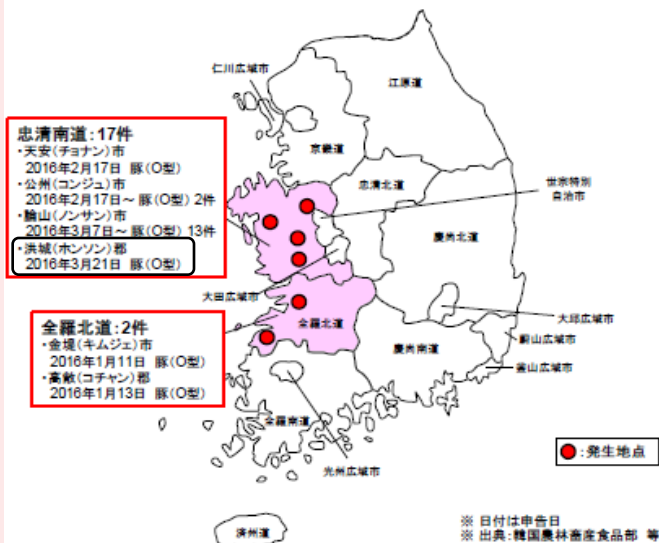 仁川広域市
江原道
京畿道
忠清南道:17件
・天安(チョナン)市
2016年2月17日 豚(O型)
・公州(コンジュ)市
2016年2月17日~ 豚(O型) 2件
・論山(ノンサン)市
2016年3月7日~ 豚(O型) 13件
・洪城(ホンソン)郡
2016年3月21日 豚(O型)
忠清北道
世宗特別
自治市
慶尚北道
大田広域市
全羅北道:2件
・金堤(キムジェ)市
2016年1月11日 豚(O型)
・高敞(コチャン)郡
2016年1月13日 豚(O型)
全羅北道
大邱広域市
慶尚南道
蔚山広域市
釜山広域市
全羅南道
光州広域市
:発生地点
済州道
※ 日付は申告日
※ 出典:韓国農林畜産食品部 等